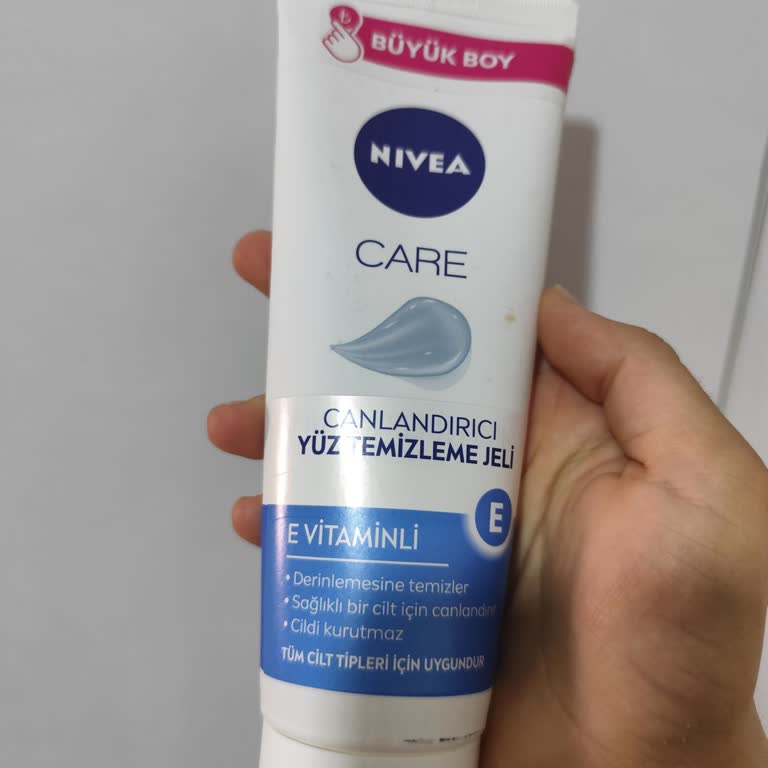 BÜYÜK BOY
NIVEA
CARE
CANLANDIRICI
YÜZ TEMİZLEME JELİ
E
E VİTAMİNLİ
• Derinlemesine temizler
• Sağlıklı bir cilt için canlandırır
• Cildi kurutmaz
TÜM CİLT TİPLERİ İÇİN UYGUNDUR